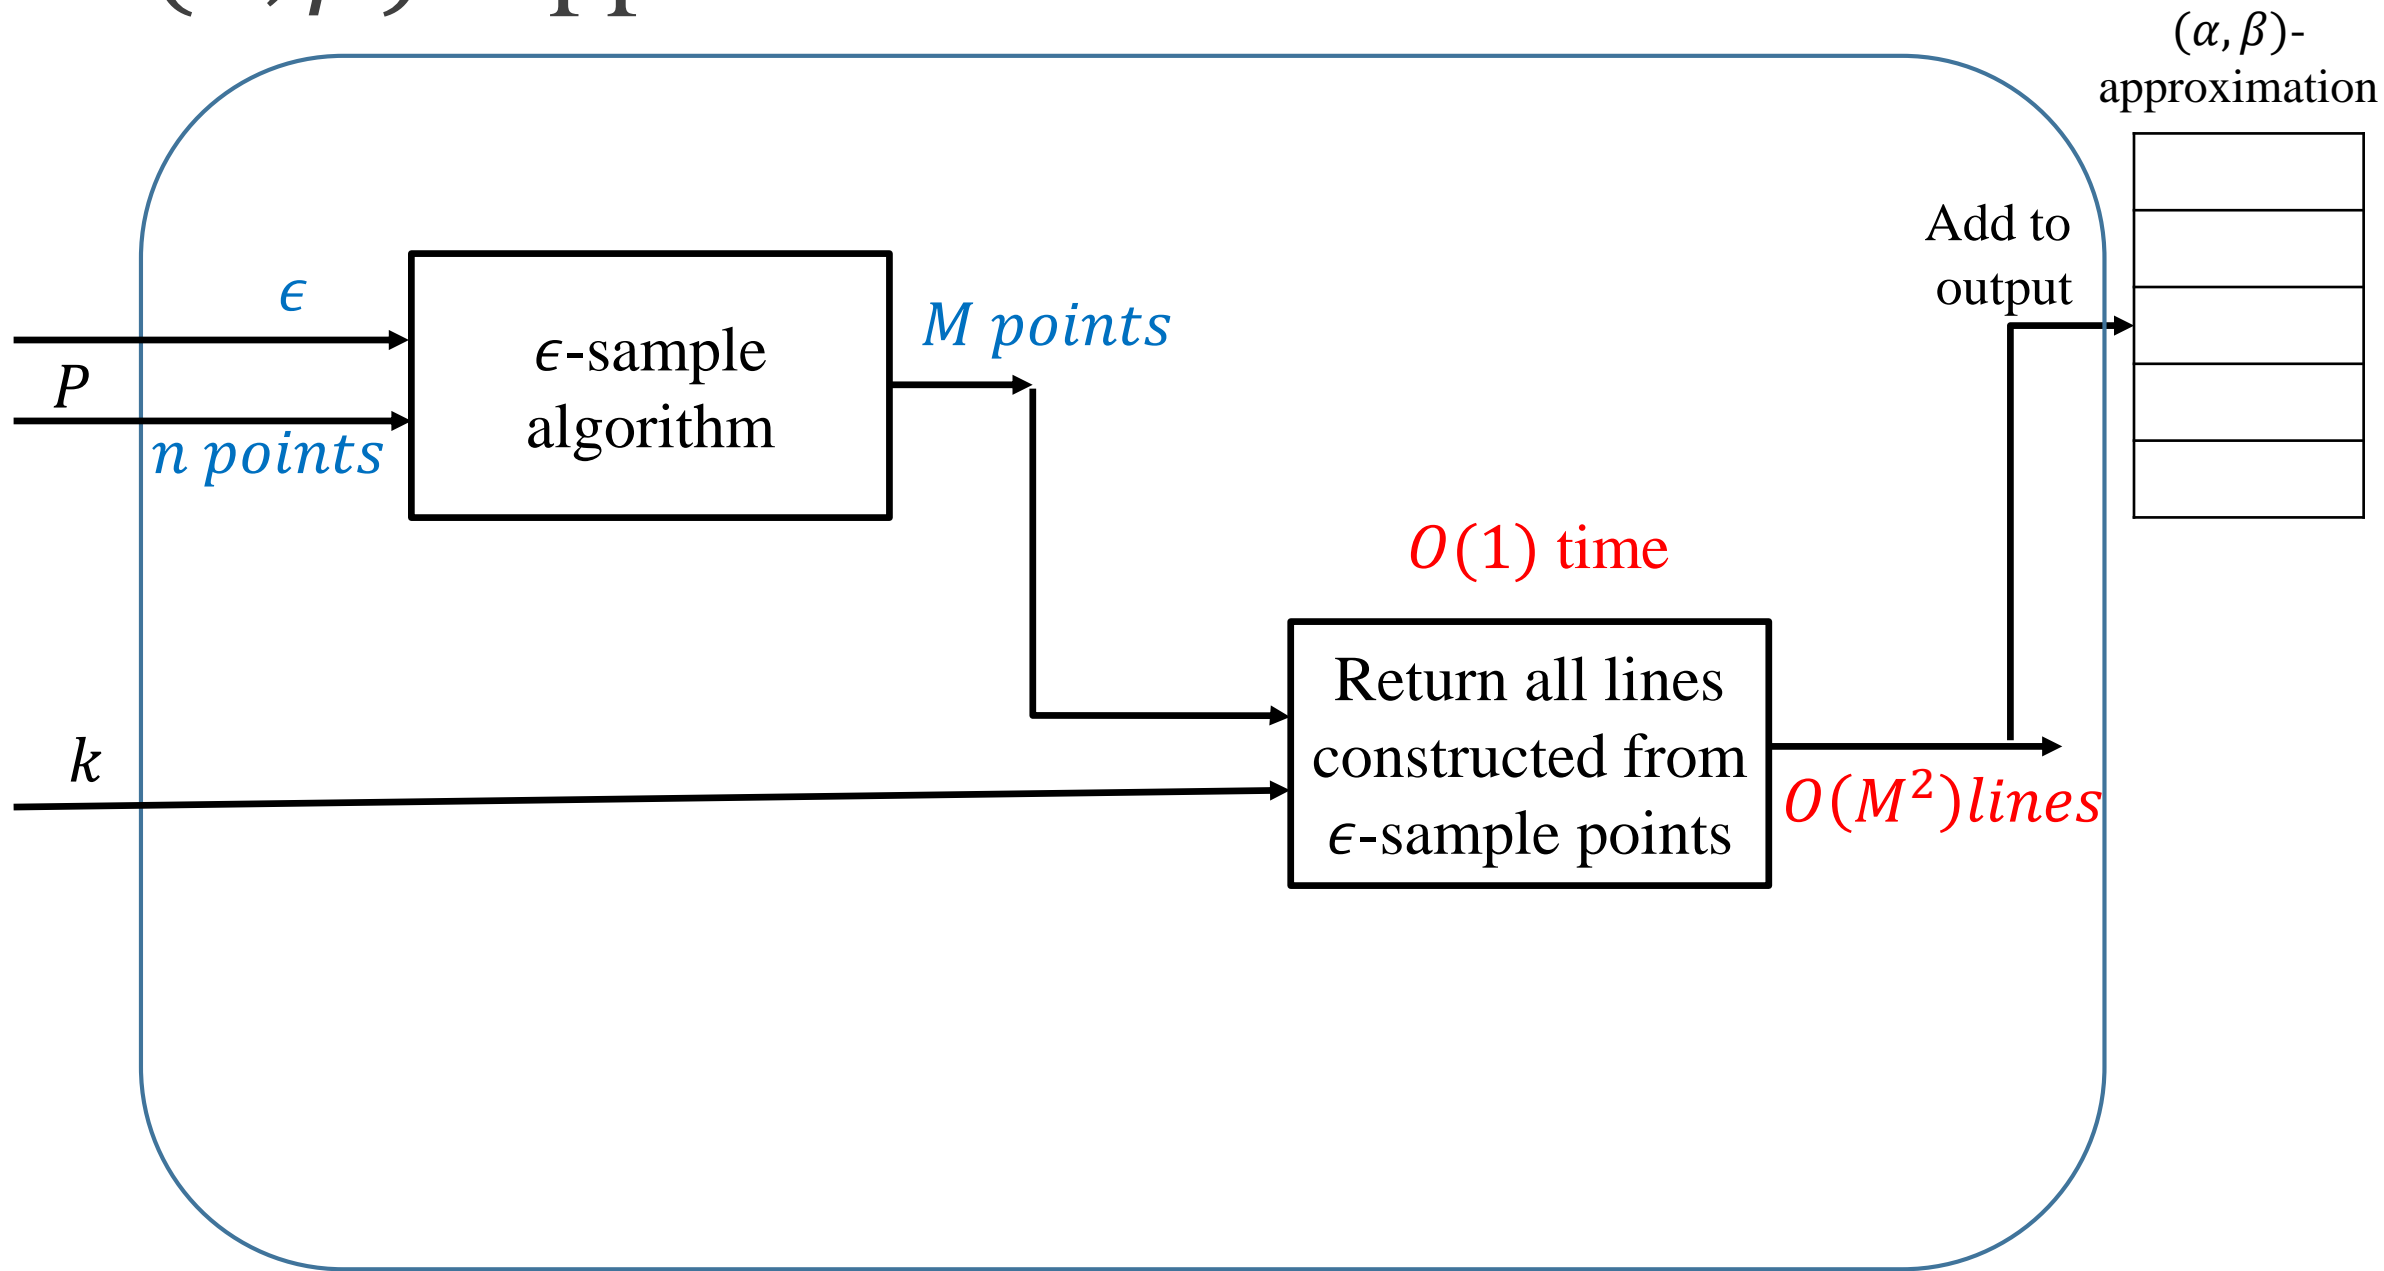 (α, β)-
approximation
Add to
output
ϵ
P
n points
ϵ-sample
algorithm
M points
O(1) time
k
Return all lines
constructed from
ϵ-sample points
O(M²)lines